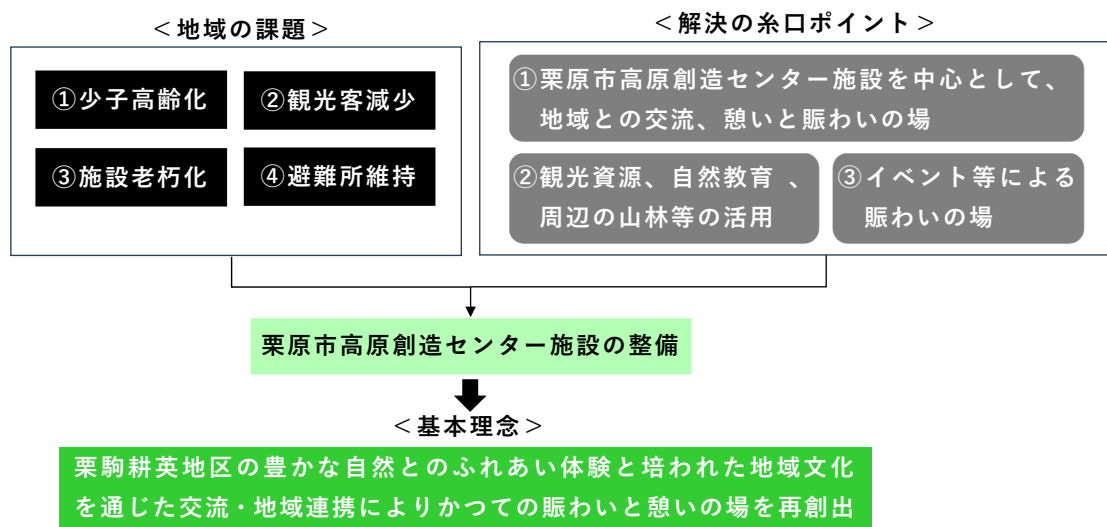 ＜地域の課題＞
①少子高齢化
②観光客減少
③施設老朽化
④避難所維持
＜解決の糸口ポイント＞
①栗原市高原創造センター施設を中心として、
地域との交流、憩いと賑わいの場
②観光資源、自然教育 、
周辺の山林等の活用
③イベント等による
賑わいの場
栗原市高原創造センター施設の整備
＜基本理念＞
栗駒耕英地区の豊かな自然とのふれあい体験と培われた地域文化
を通じた交流・地域連携によりかつての賑わいと憩いの場を再創出